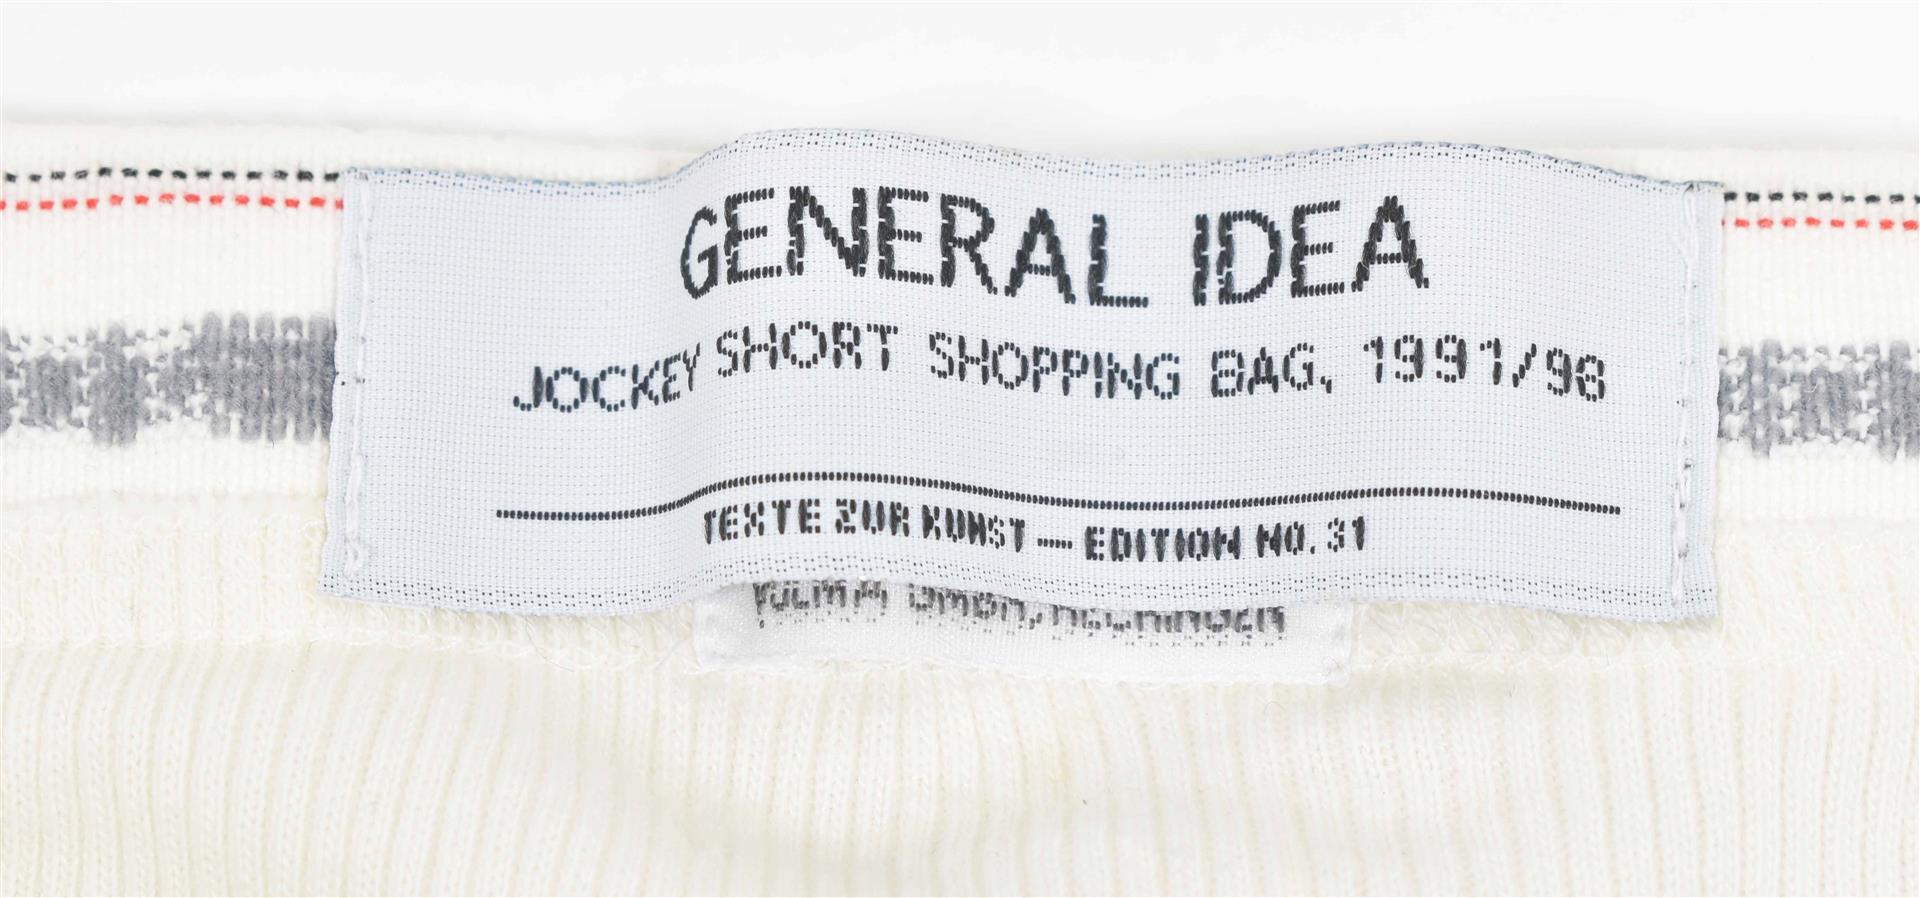 GENERAL IDEA
JOCKEY SHORT SHOPPING BAG, 1991/98
TEXTE ZUR KUNST — EDITION NO. 31